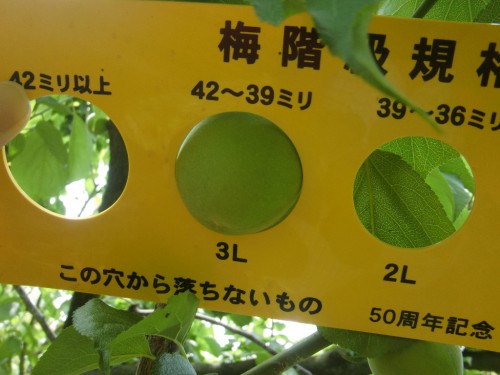 梅階級規格
42ミリ以上
42～39ミリ
39～36ミリ
3L
2L
この穴から落ちないもの
50周年記念